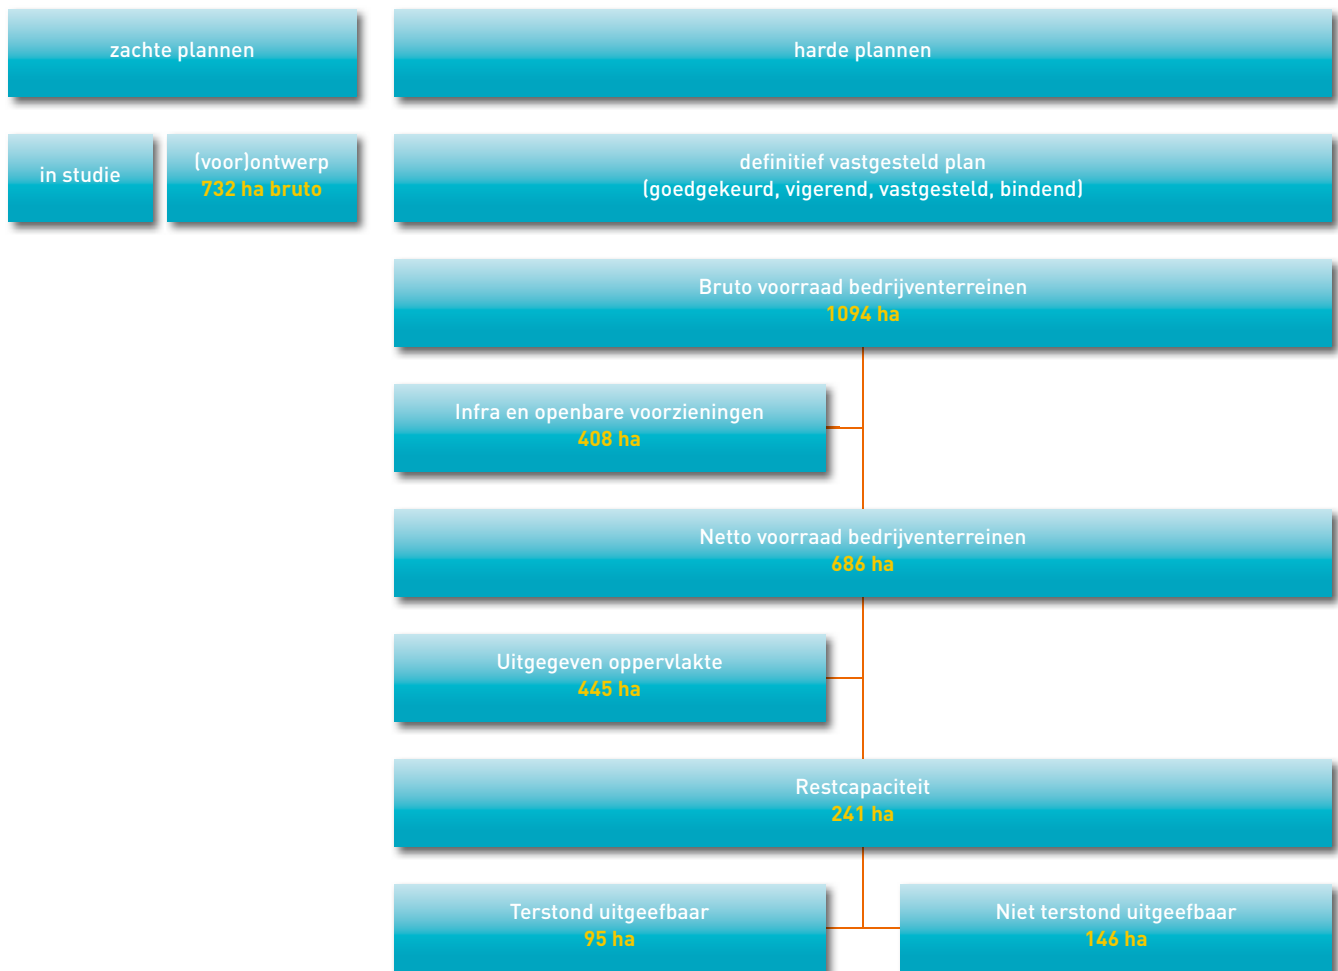 zachte plannen
harde plannen
in studie
(voor)ontwerp
732 ha bruto
definitief vastgesteld plan
(goedgekeurd, vigerend, vastgesteld, bindend)
Bruto voorraad bedrijventerreinen
1094 ha
Infra en openbare voorzieningen
408 ha
Netto voorraad bedrijventerreinen
686 ha
Uitgegeven oppervlakte
445 ha
Restcapaciteit
241 ha
Terstond uitgeefbaar
95 ha
Niet terstond uitgeefbaar
146 ha